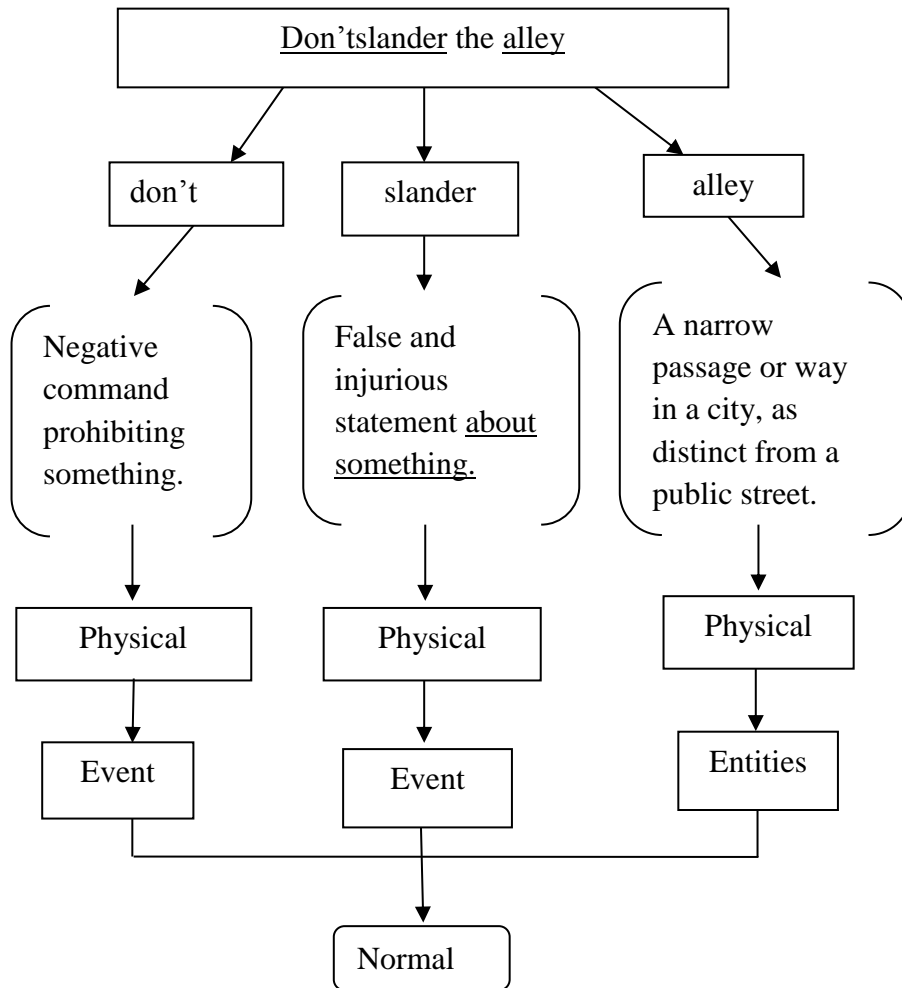 Don’tslander the alley
don’t
slander
alley
Negative
command
prohibiting
something.
False and
injurious
statement about
something.
A narrow
passage or way
in a city, as
distinct from a
public street.
Physical
Physical
Physical
Event
Event
Entities
Normal